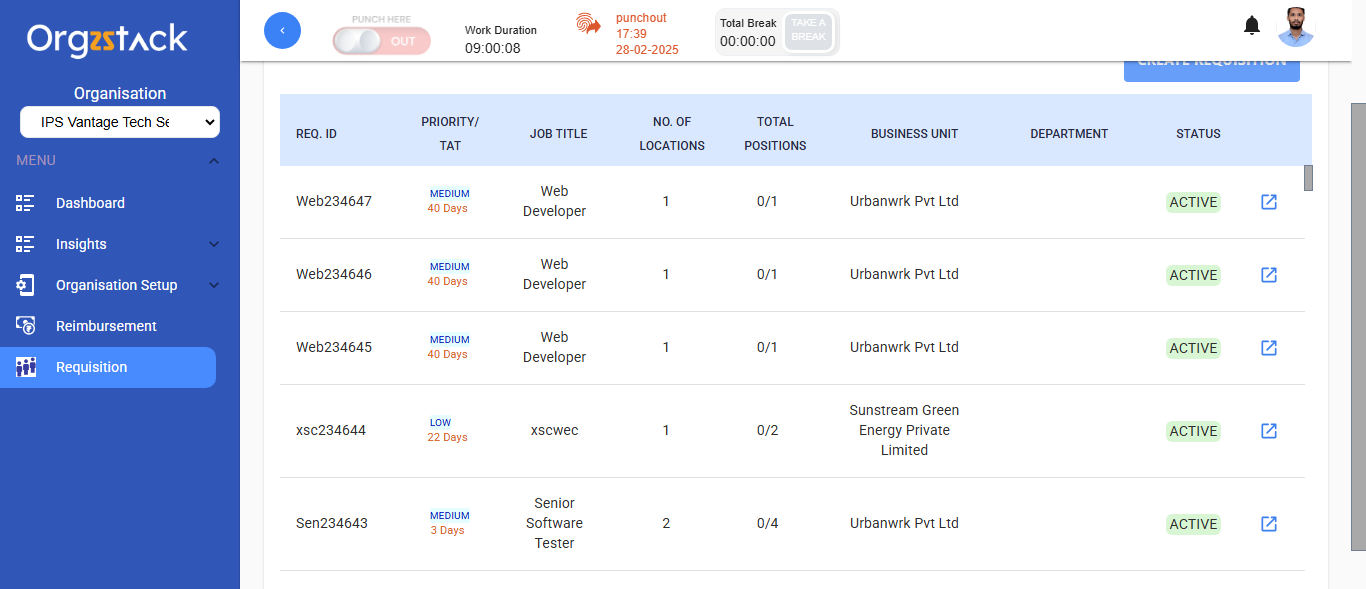 Orgzstack
PUNCH HERE
OUT
Work Duration
09:00:08
punchout
17:39
28-02-2025
Total Break
00:00:00
TAKE A
BREAK
Organisation
IPS Vantage Tech Se
MENU
Dashboard
Insights
Organisation Setup
Reimbursement
Requisition
CREATE REQUISITION
REQ. ID
PRIORITY/
TAT
JOB TITLE
NO. OF
LOCATIONS
TOTAL
POSITIONS
BUSINESS UNIT
DEPARTMENT
STATUS
Web234647
MEDIUM
40 Days
Web
Developer
1
0/1
Urbanwrk Pvt Ltd
ACTIVE
Web234646
MEDIUM
40 Days
Web
Developer
1
0/1
Urbanwrk Pvt Ltd
ACTIVE
Web234645
MEDIUM
40 Days
Web
Developer
1
0/1
Urbanwrk Pvt Ltd
ACTIVE
xsc234644
LOW
22 Days
xscwec
1
0/2
Sunstream Green
Energy Private
Limited
ACTIVE
Sen234643
MEDIUM
3 Days
Senior
Software
Tester
2
0/4
Urbanwrk Pvt Ltd
ACTIVE